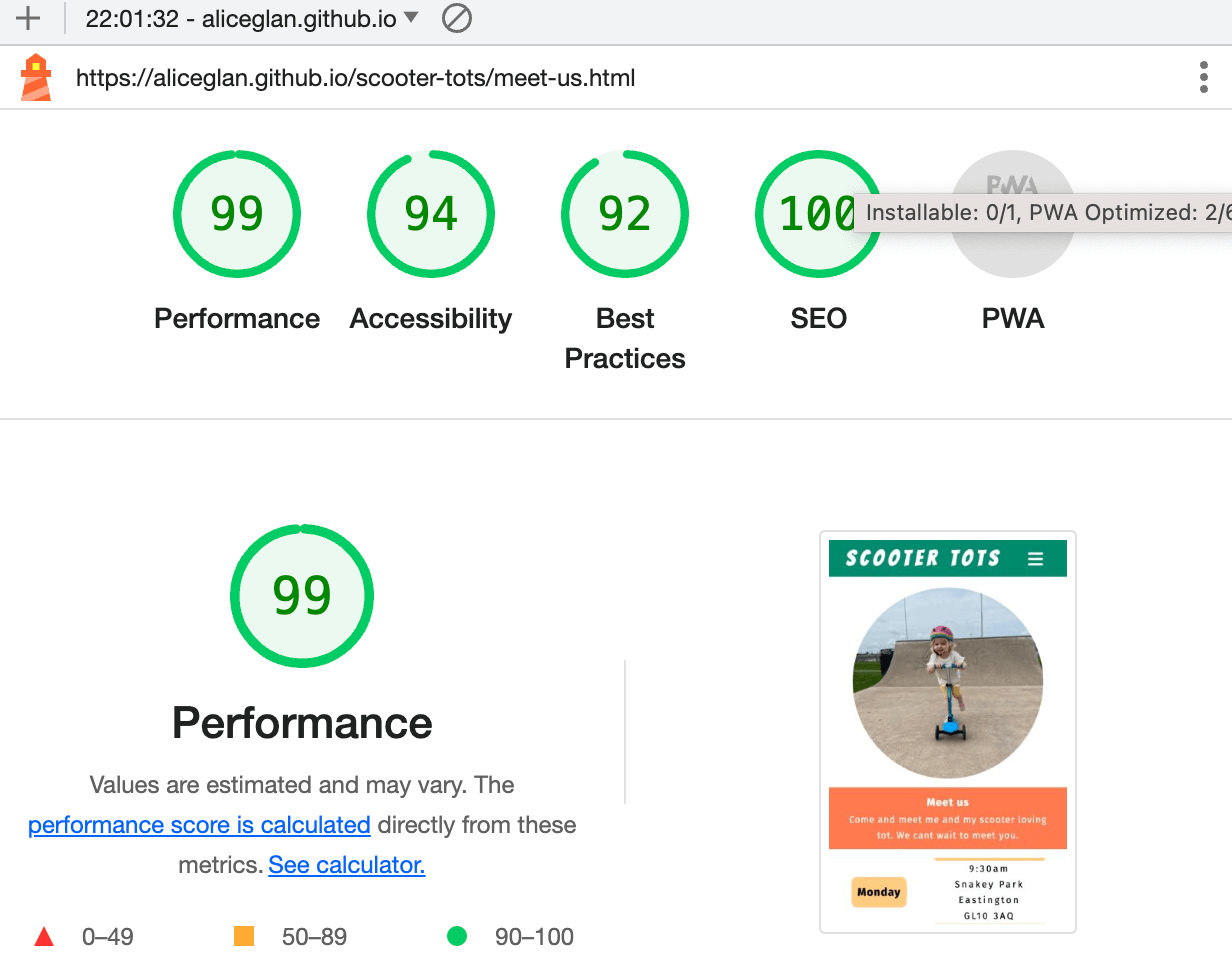 22:01:32 - aliceglan.github.io
https://aliceglan.github.io/scooter-tots/meet-us.html
99
94
92
100
PWA
Installable: 0/1, PWA Optimized: 2/6
Performance
Accessibility
Best
Practices
SEO
PWA
99
Performance
Values are estimated and may vary. The
performance score is calculated directly from these
metrics. See calculator.
0–49
50–89
90–100
SCOOTER TOTS
Meet us
Come and meet me and my scooter loving
tot. We cant wait to meet you.
Monday
9:30am
Snakey Park
Eastington
GL10 3AQ